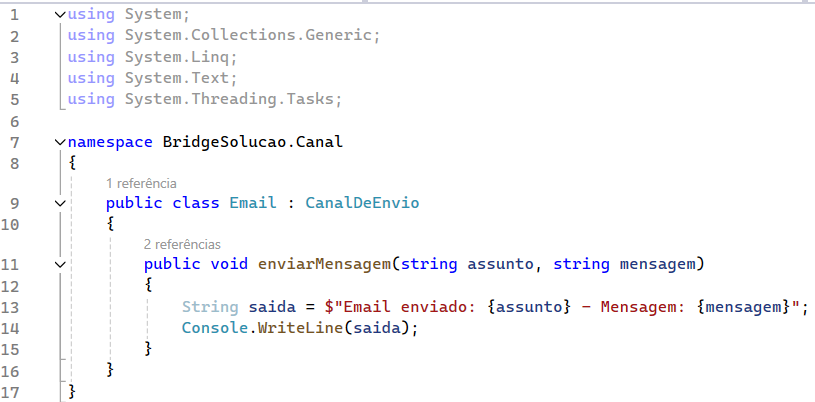 1 using System;
2 using System.Collections.Generic;
3 using System.Linq;
4 using System.Text;
5 using System.Threading.Tasks;
6
7 namespace BridgeSolucao.Canal
8 {
1 referência
9 public class Email : CanalDeEnvio
10 {
2 referências
11 public void enviarMensagem(string assunto, string mensagem)
12 {
13 String saida = $"Email enviado: {assunto} - Mensagem: {mensagem}";
14 Console.WriteLine(saida);
15 }
16 }
17 }